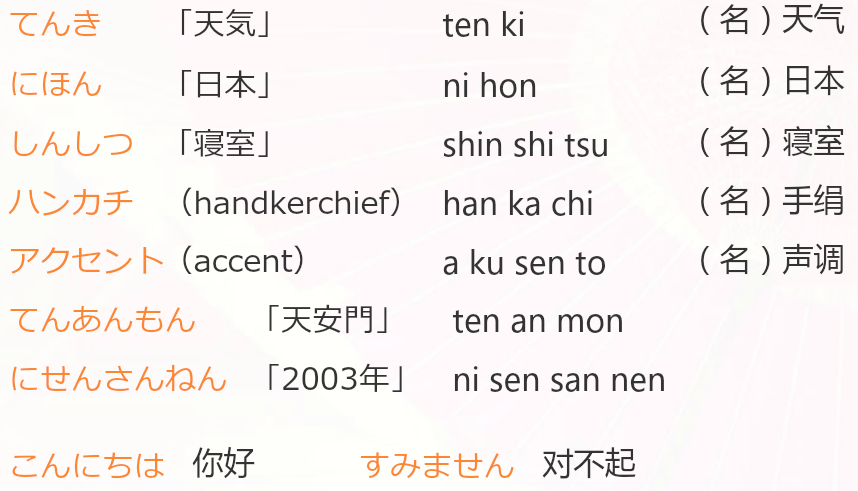 てんき 「天気」 ten ki （名）天气
にほん 「日本」 ni hon （名）日本
しんしつ 「寝室」 shin shi tsu （名）寝室
ハンカチ （handkerchief） han ka chi （名）手绢
アクセント（accent） a ku sen to （名）声调
てんあんもん 「天安門」 ten an mon
にせんさんねん 「2003年」 ni sen san nen
こんにちは 你好 すみません 对不起